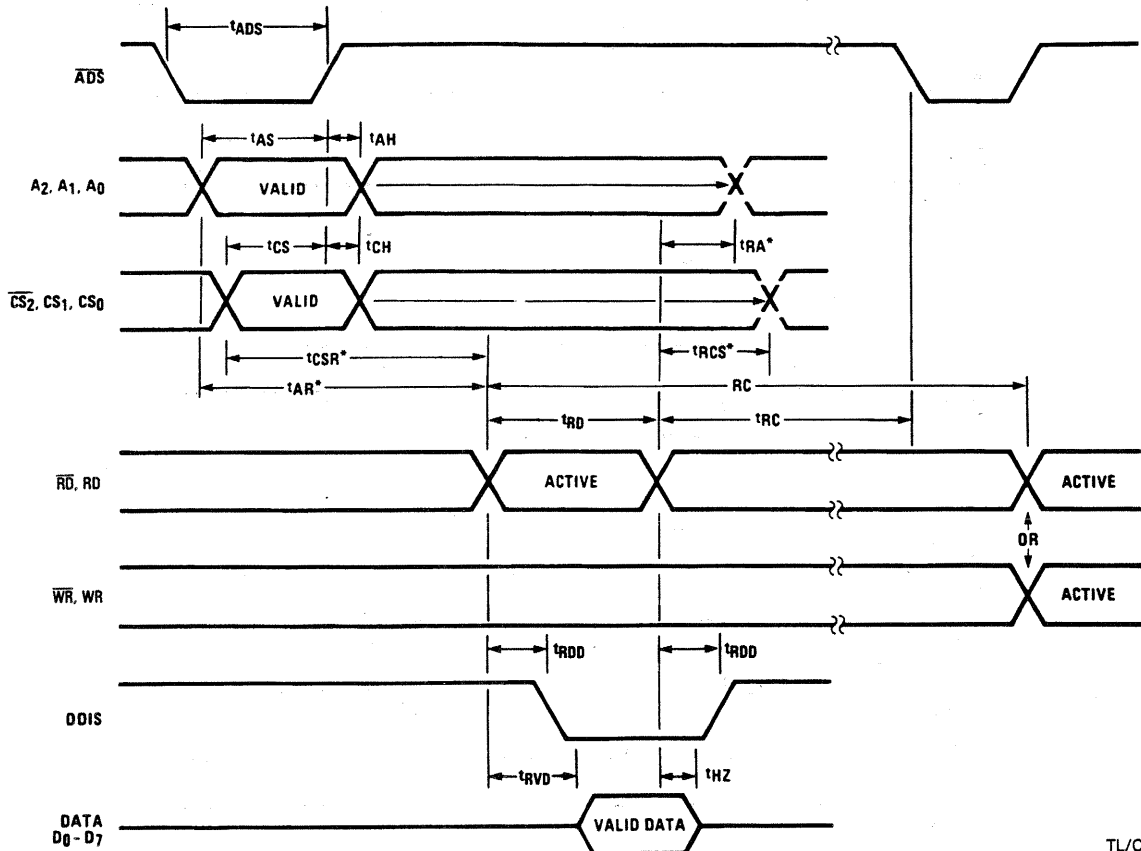 tADS
ADS
tAS tAH
A2, A1, A0 VALID
tCS tCH tRA*
CS2, CS1, CS0 VALID
tCSR* tRCS*
tAR* RC
tRD tRC
RD, RD ACTIVE ACTIVE
OR
WR, WR ACTIVE
tRDD tRDD
DDIS
tRVD tHZ
DATA
D0 - D7 VALID DATA
TL/C